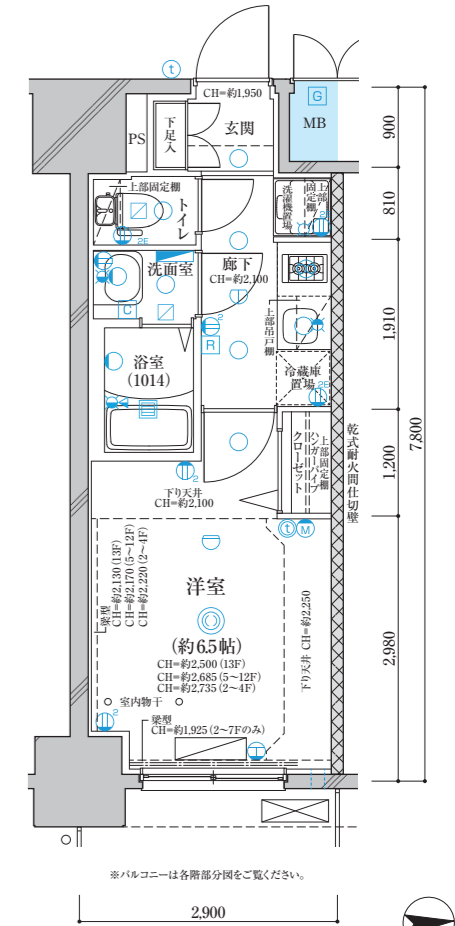 t
CH=約1,950
G
MB
PS
下足入
玄関
900
上部固定棚
トイレ
2E
洗濯機置場
上部固定棚
2E
810
洗面室
廊下
CH=約2,100
C
2
R
上部吊戸棚
1,910
浴室
(1014)
冷蔵庫置場
2E
7,800
クローゼット
ハンガーパイプ
上部固定棚
乾式耐火間仕切壁
1,200
2
下り天井
CH=約2,100
t
M
梁型
CH=約2,130(13F)
CH=約2,170(5〜12F)
CH=約2,220(2〜4F)
洋室
(約6.5帖)
CH=約2,500(13F)
CH=約2,685(5〜12F)
CH=約2,735(2〜4F)
下り天井 CH=約2,250
2,980
室内物干
2
梁型
CH=約1,925(2〜7Fのみ)
※バルコニーは各階部分図をご覧ください。
2,900